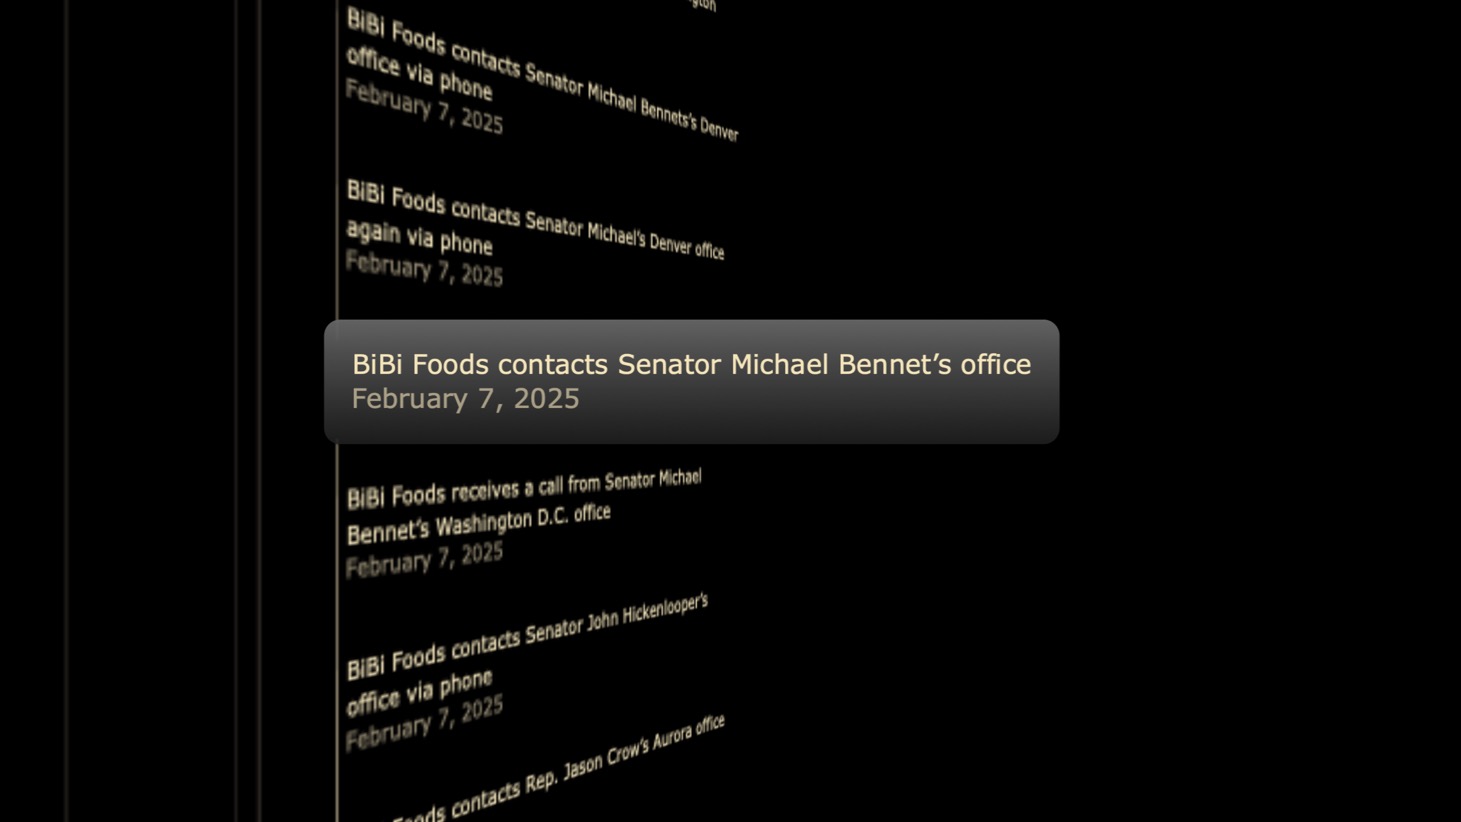 BiBi Foods contacts Senator Michael Bennets's Denver
office via phone
February 7, 2025
BiBi Foods contacts Senator Michael's Denver office
again via phone
February 7, 2025
BiBi Foods contacts Senator Michael Bennet’s office
February 7, 2025
BiBi Foods receives a call from Senator Michael
Bennet’s Washington D.C. office
February 7, 2025
BiBi Foods contacts Senator John Hickenlooper’s
office via phone
February 7, 2025
Foods contacts Rep. Jason Crow’s Aurora office